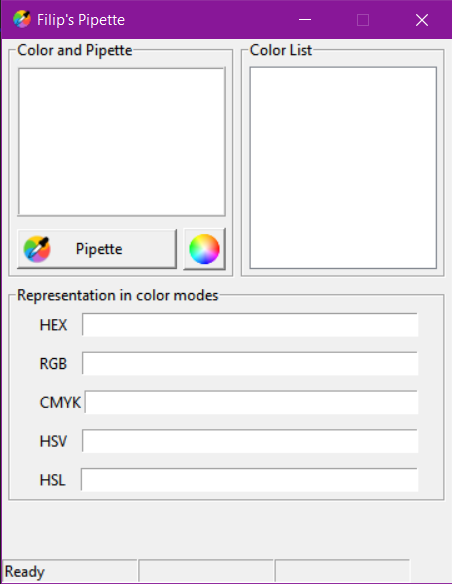 Filip's Pipette
Color and Pipette
Color List
Pipette
Representation in color modes
HEX
RGB
CMYK
HSV
HSL
Ready